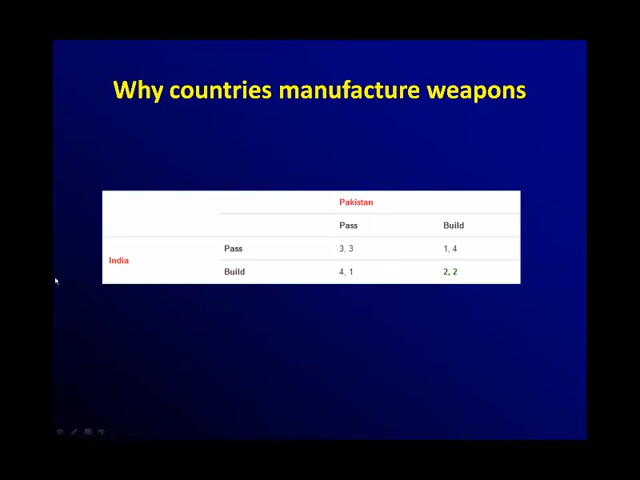 Why countries manufacture weapons
Pakistan
Pass Build
Pass 3, 3 1, 4
India
Build 4, 1 2, 2